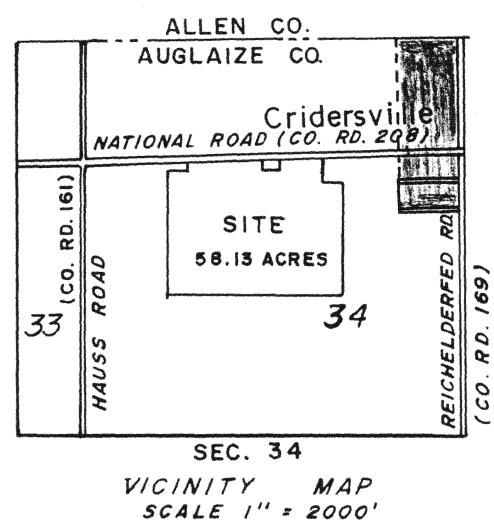 ALLEN CO.
AUGLAIZE CO.
Cridersville
NATIONAL ROAD (CO. RD. 208)
SITE
58.13 ACRES
(CO. RD. 161)
33
HAUSS ROAD
34
REICHELDERFED RD.
(CO. RD. 169)
SEC. 34
VICINITY MAP
SCALE 1" = 2000'